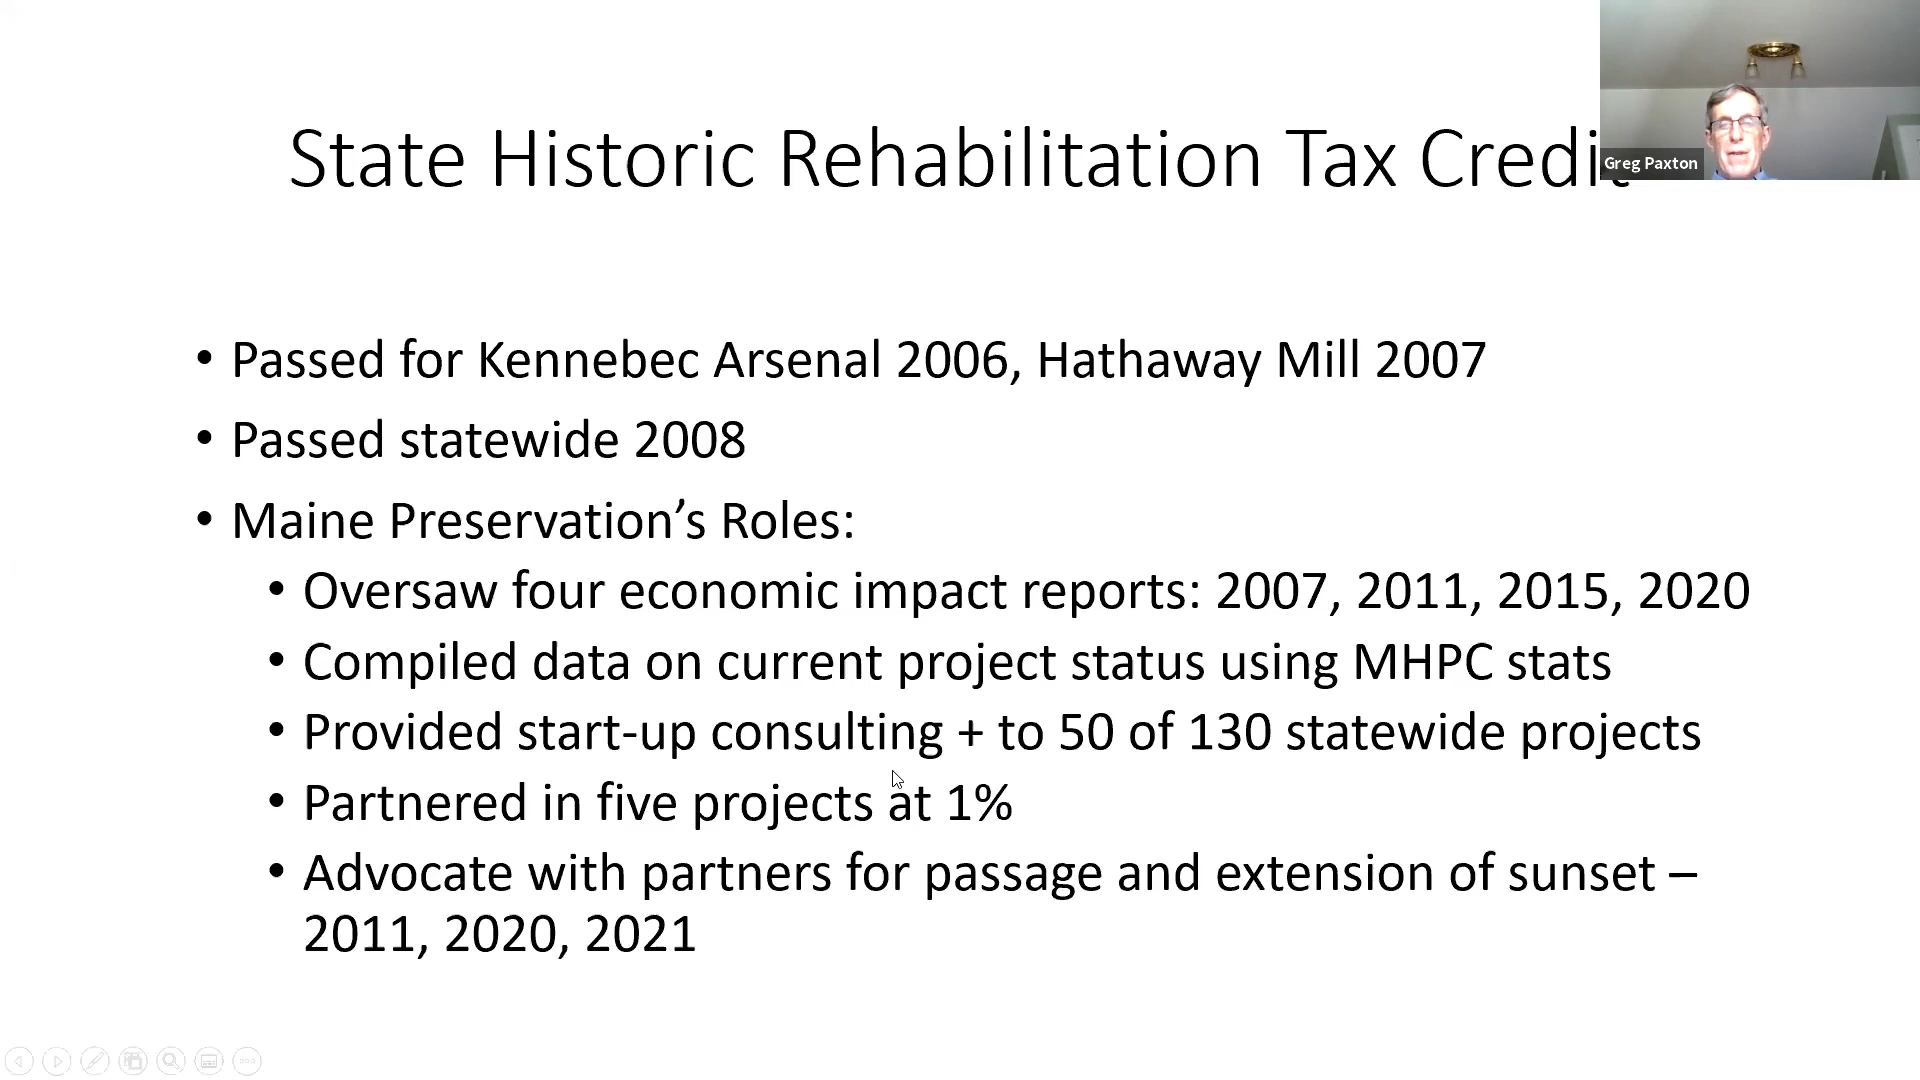 State Historic Rehabilitation Tax Credit
Greg Paxton
• Passed for Kennebec Arsenal 2006, Hathaway Mill 2007
• Passed statewide 2008
• Maine Preservation’s Roles:
• Oversaw four economic impact reports: 2007, 2011, 2015, 2020
• Compiled data on current project status using MHPC stats
• Provided start-up consulting + to 50 of 130 statewide projects
• Partnered in five projects at 1%
• Advocate with partners for passage and extension of sunset –
2011, 2020, 2021